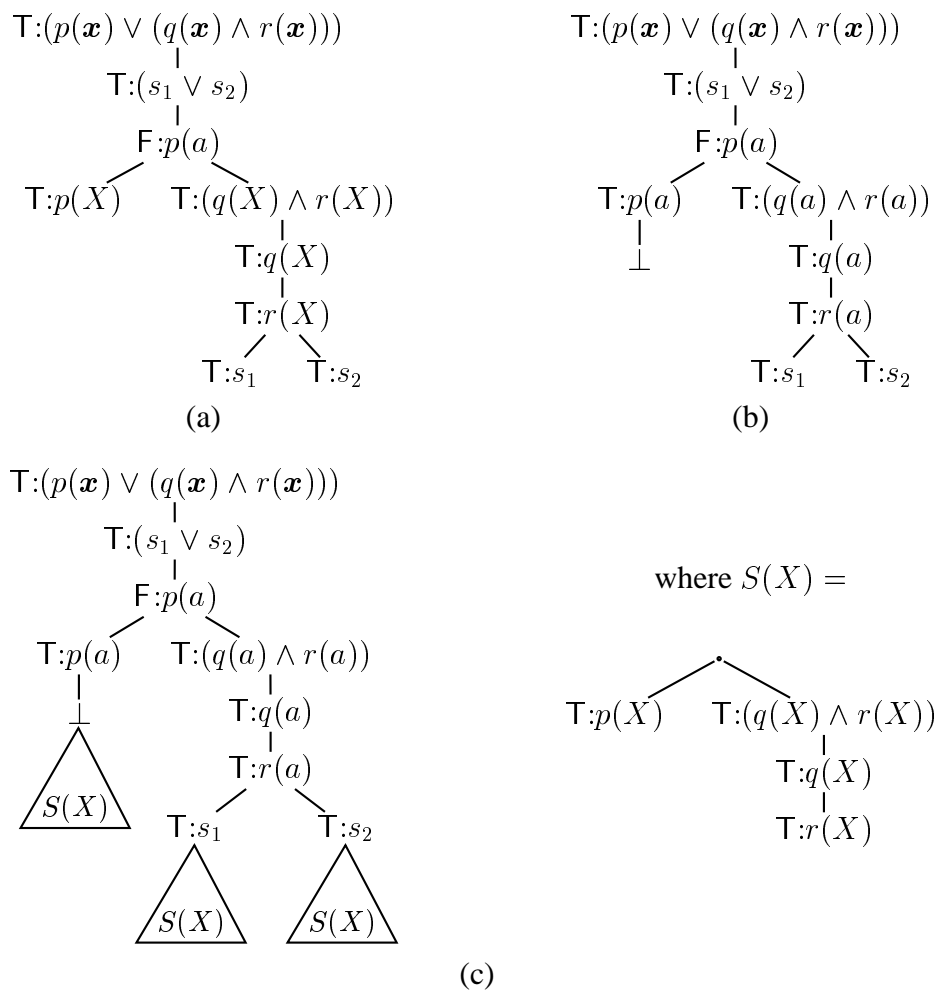 T:(p(𝒙) ∨ (q(𝒙) ∧ r(𝒙)))
T:(s₁ ∨ s₂)
F:p(a)
T:p(X) T:(q(X) ∧ r(X))
T:q(X)
T:r(X)
T:s₁ T:s₂
(a)
T:(p(𝒙) ∨ (q(𝒙) ∧ r(𝒙)))
T:(s₁ ∨ s₂)
F:p(a)
T:p(a) T:(q(a) ∧ r(a))
⊥ T:q(a)
T:r(a)
T:s₁ T:s₂
(b)
T:(p(𝒙) ∨ (q(𝒙) ∧ r(𝒙)))
T:(s₁ ∨ s₂)
F:p(a)
T:p(a) T:(q(a) ∧ r(a))
⊥ T:q(a)
T:r(a)
S(X)
T:s₁ T:s₂
S(X) S(X)
where S(X) =
T:p(X) T:(q(X) ∧ r(X))
T:q(X)
T:r(X)
(c)